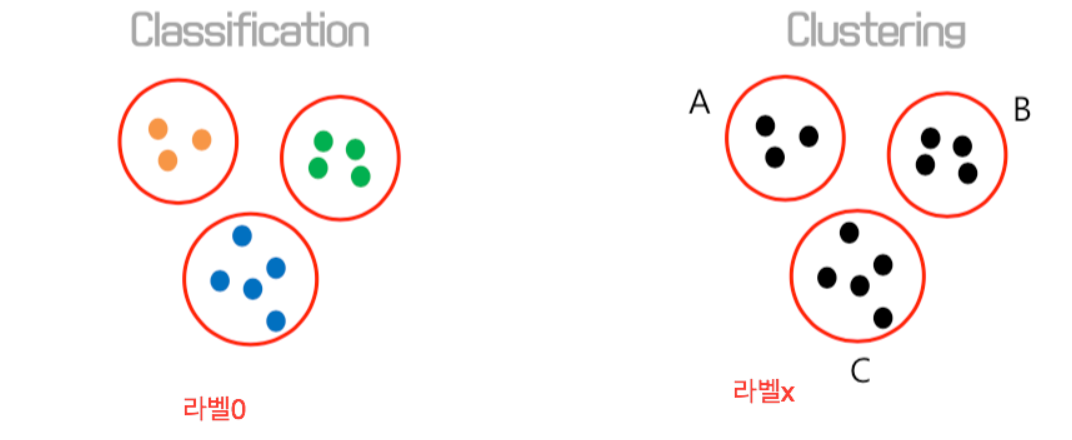 Classification
Clustering
A
B
C
라벨0
라벨x